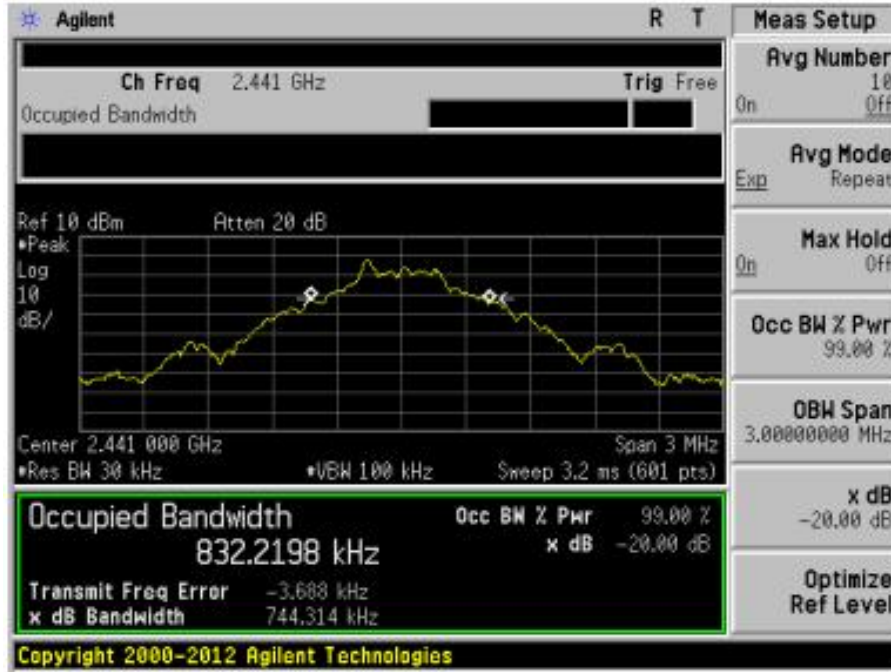 Agilent R T
Meas Setup
Avg Number
10
On Off
Avg Mode
Exp Repeat
Max Hold
On Off
Occ BW % Pwr
99.00 %
OBW Span
3.00000000 MHz
x dB
-20.00 dB
Optimize
Ref Level
Ch Freq 2.441 GHz Trig Free
Occupied Bandwidth
Ref 10 dBm Atten 20 dB
#Peak
Log
10
dB/
Center 2.441 000 GHz Span 3 MHz
#Res BW 30 kHz #VBW 100 kHz Sweep 3.2 ms (601 pts)
Occupied Bandwidth
832.2198 kHz
Occ BW % Pwr 99.00 %
x dB -20.00 dB
Transmit Freq Error -3.688 kHz
x dB Bandwidth 744.314 kHz
Copyright 2000-2012 Agilent Technologies